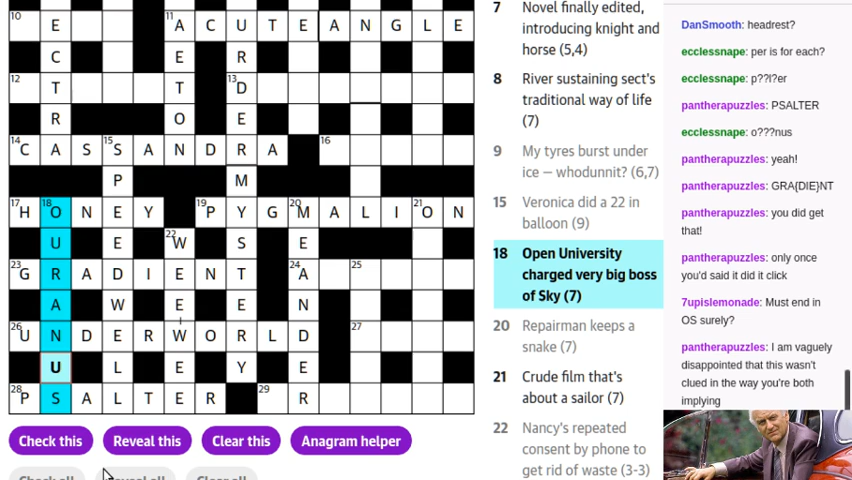 10 E 11 A C U T E A N G L E
C E R
12 T T 13 D
R O E
14 C A S 15 S A N D R A 16
P M
17 H 18 O N E Y 19 P Y G 20 M A L I 21 O N
U E 22 W S E
23 G R A D I E N T 24 A 25
A W E E N
26 U N D E R W O R L D 27
U L E Y E
28 P S A L T E R 29 R
Check this
Reveal this
Clear this
Anagram helper
Check all
Reveal all
Clear all
7 Novel finally edited,
introducing knight and
horse (5,4)
8 River sustaining sect's
traditional way of life
(7)
9 My tyres burst under
ice — whodunnit? (6,7)
15 Veronica did a 22 in
balloon (9)
18 Open University
charged very big boss
of Sky (7)
20 Repairman keeps a
snake (7)
21 Crude film that's
about a sailor (7)
22 Nancy's repeated
consent by phone to
get rid of waste (3-3)
DanSmooth: headrest?
ecclessnape: per is for each?
ecclessnape: p??l?er
pantherapuzzles: PSALTER
ecclessnape: o???nus
pantherapuzzles: yeah!
pantherapuzzles: GRA{DIE}NT
pantherapuzzles: you did get
that!
pantherapuzzles: only once
you'd said it did it click
7upislemonade: Must end in
OS surely?
pantherapuzzles: I am vaguely
disappointed that this wasn't
clued in the way you're both
implying